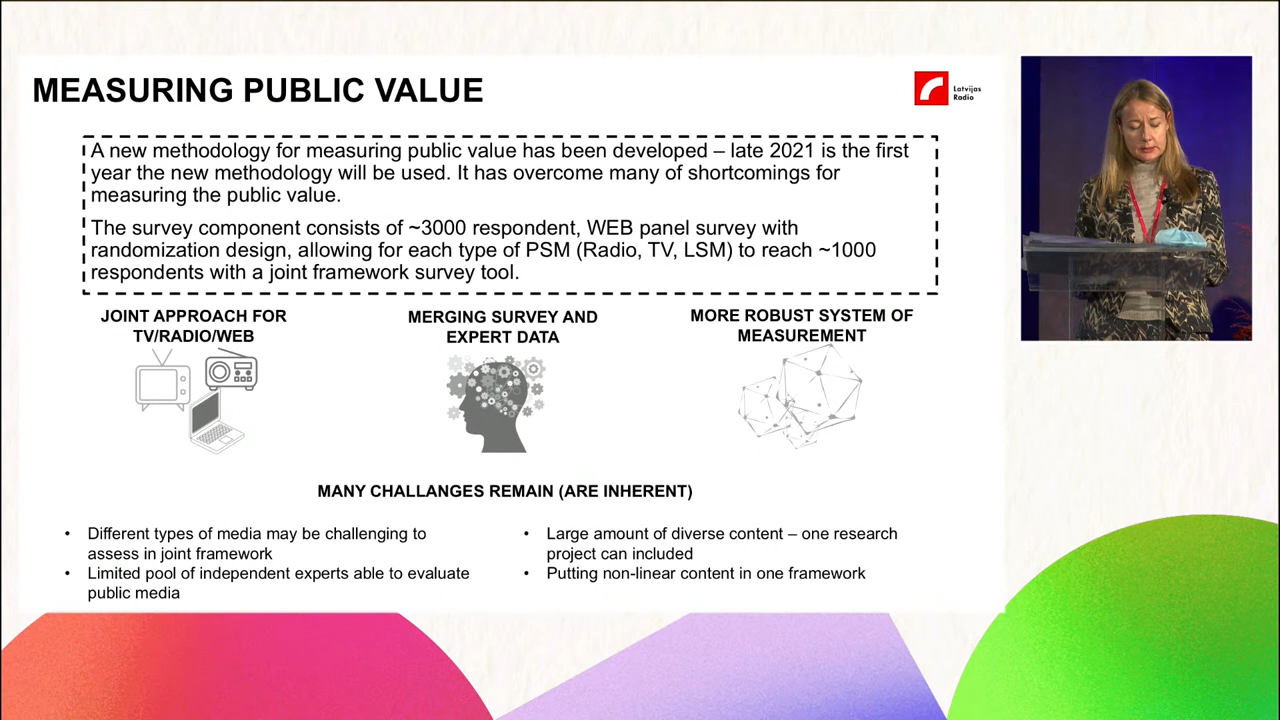 MEASURING PUBLIC VALUE
Latvijas
Radio
A new methodology for measuring public value has been developed – late 2021 is the first
year the new methodology will be used. It has overcome many of shortcomings for
measuring the public value.
The survey component consists of ~3000 respondent, WEB panel survey with
randomization design, allowing for each type of PSM (Radio, TV, LSM) to reach ~1000
respondents with a joint framework survey tool.
JOINT APPROACH FOR
TV/RADIO/WEB
MERGING SURVEY AND
EXPERT DATA
MORE ROBUST SYSTEM OF
MEASUREMENT
MANY CHALLANGES REMAIN (ARE INHERENT)
• Different types of media may be challenging to
assess in joint framework
• Limited pool of independent experts able to evaluate
public media
• Large amount of diverse content – one research
project can included
• Putting non-linear content in one framework